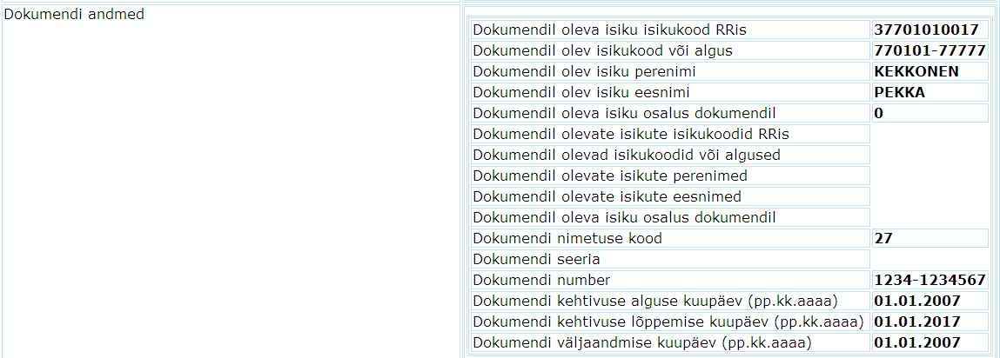 Dokumendi andmed
Dokumendil oleva isiku isikukood RRis 37701010017
Dokumendil olev isikukood või algus 770101-77777
Dokumendil olev isiku perenimi KEKKONEN
Dokumendil olev isiku eesnimi PEKKA
Dokumendil oleva isiku osalus dokumendil 0
Dokumendil olevate isikute isikukoodid RRis
Dokumendil olevad isikukoodid või algused
Dokumendil olevate isikute perenimed
Dokumendil olevate isikute eesnimed
Dokumendil oleva isiku osalus dokumendil
Dokumendi nimetuse kood 27
Dokumendi seeria
Dokumendi number 1234-1234567
Dokumendi kehtivuse alguse kuupäev (pp.kk.aaaa) 01.01.2007
Dokumendi kehtivuse lõppemise kuupäev (pp.kk.aaaa) 01.01.2017
Dokumendi väljaandmise kuupäev (pp.kk.aaaa) 01.01.2007